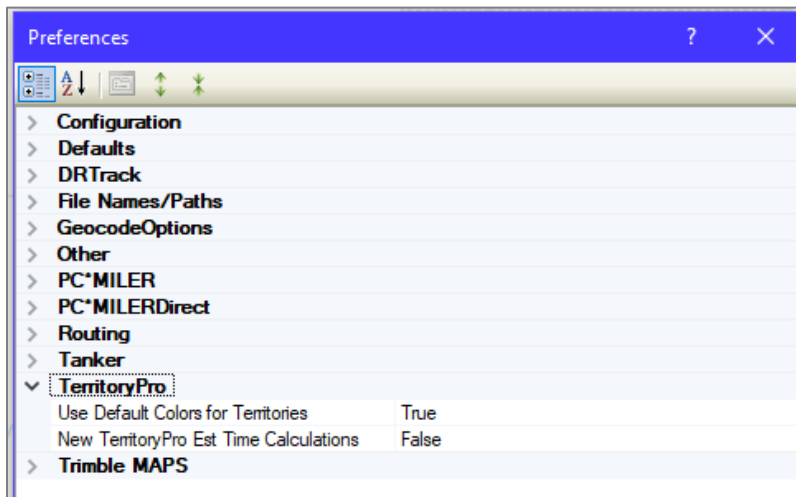 Preferences ? ×
Configuration
Defaults
DRTrack
File Names/Paths
GeocodeOptions
Other
PC*MILER
PC*MILERDirect
Routing
Tanker
TerritoryPro
Use Default Colors for Territories True
New TerritoryPro Est Time Calculations False
Trimble MAPS